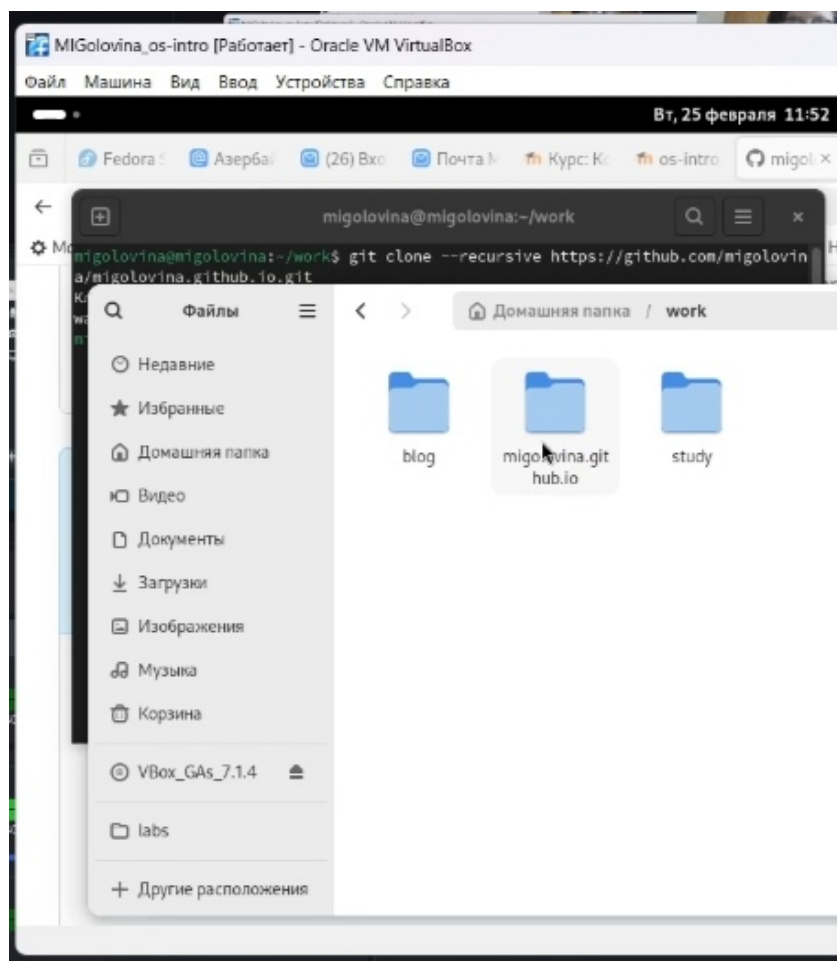 MIGolovina_os-intro [Работает] - Oracle VM VirtualBox
Файл Машина Вид Ввод Устройства Справка
Вт, 25 февраля 11:52
Fedora Азербай (26) Вхо Почта Курс: os-intro migol ×
migolovina@migolovina:~/work
migolovina@migolovina:~/work$ git clone --recursive https://github.com/migolovin
a/migolovina.github.io.git
Файлы
Домашняя папка / work
Недавние
Избранные
Домашняя папка
Видео
Документы
Загрузки
Изображения
Музыка
Корзина
VBox_GAs_7.1.4
labs
+ Другие расположения
blog
migolovina.git
hub.io
study